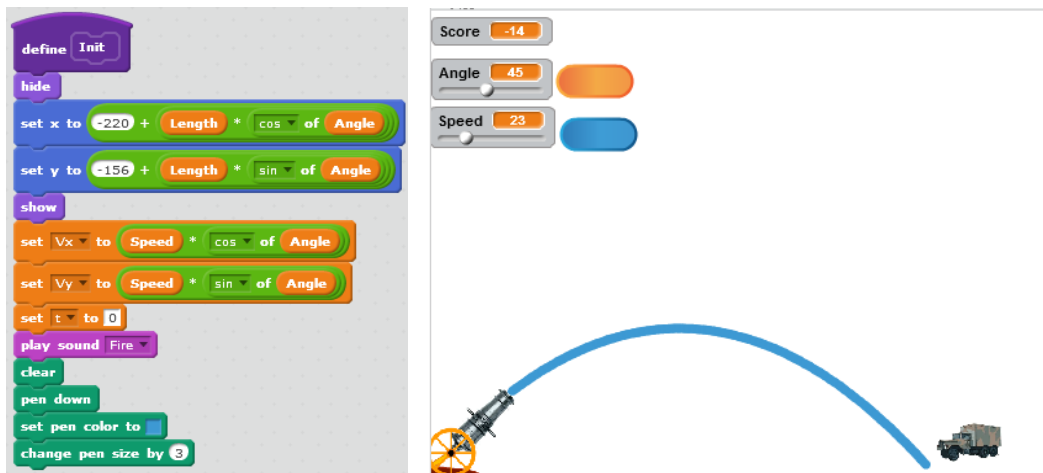 define Init
hide
set x to -220 + Length * cos of Angle
set y to -156 + Length * sin of Angle
show
set Vx to Speed * cos of Angle
set Vy to Speed * sin of Angle
set t to 0
play sound Fire
clear
pen down
set pen color to
change pen size by 3
Score -14
Angle 45
Speed 23